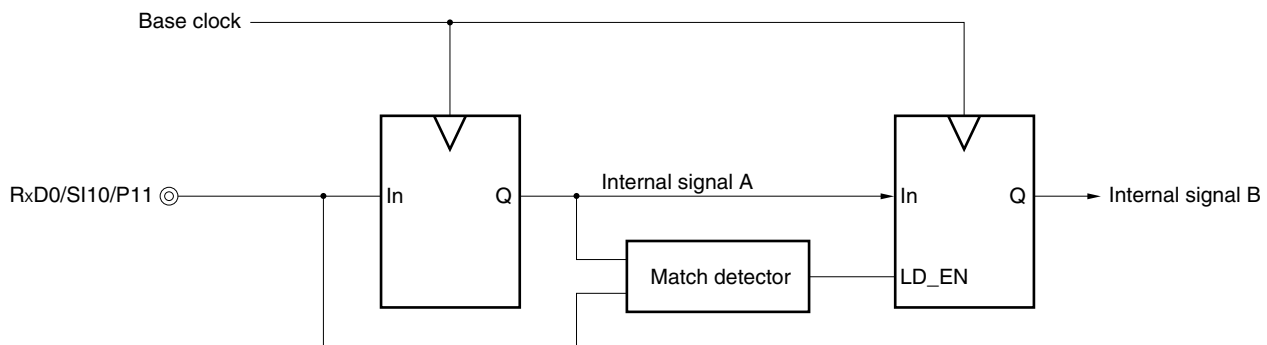 Base clock
RxD0/SI10/P11
In
Q
Internal signal A
In
Q
Internal signal B
Match detector
LD_EN